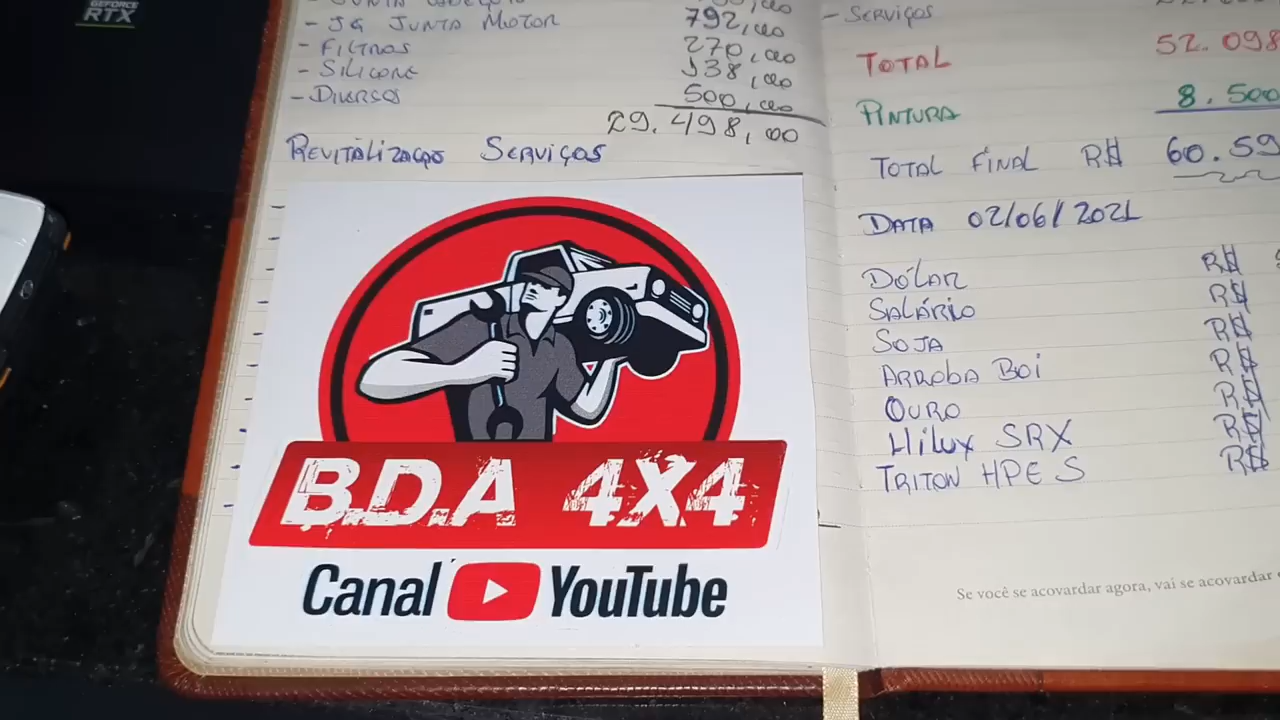 GEFORCE
RTX
- JG JUNTA MOTOR 792,00
- FILTROS 270,00
- SILICONE 138,00
- DIVERSOS 500,00
29.498,00
REVITALIZAÇAO SERVIÇOS
B.D.A 4X4
Canal YouTube
- SERVIÇOS
TOTAL 52.098
PINTURA 8.500
TOTAL FINAL R$ 60.59
DATA 02/06/2021
DÓLAR R$
SALÁRIO R$
SOJA R$
ARROBA BOI R$
OURO R$
HILUX SRX R$
TRITON HPE S R$
Se você se acovardar agora, vai se acovardar